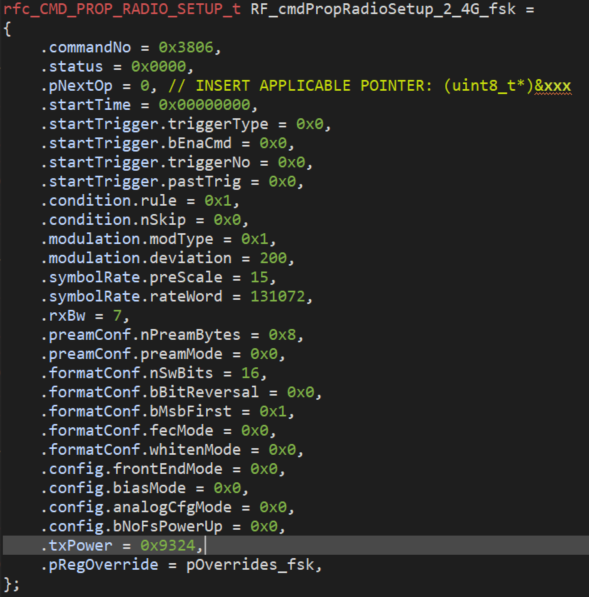 rfc_CMD_PROP_RADIO_SETUP_t RF_cmdPropRadioSetup_2_4G_fsk =
{
    .commandNo = 0x3806,
    .status = 0x0000,
    .pNextOp = 0, // INSERT APPLICABLE POINTER: (uint8_t*)&xxx
    .startTime = 0x00000000,
    .startTrigger.triggerType = 0x0,
    .startTrigger.bEnaCmd = 0x0,
    .startTrigger.triggerNo = 0x0,
    .startTrigger.pastTrig = 0x0,
    .condition.rule = 0x1,
    .condition.nSkip = 0x0,
    .modulation.modType = 0x1,
    .modulation.deviation = 200,
    .symbolRate.preScale = 15,
    .symbolRate.rateWord = 131072,
    .rxBw = 7,
    .preamConf.nPreamBytes = 0x8,
    .preamConf.preamMode = 0x0,
    .formatConf.nSwBits = 16,
    .formatConf.bBitReversal = 0x0,
    .formatConf.bMsbFirst = 0x1,
    .formatConf.fecMode = 0x0,
    .formatConf.whitenMode = 0x0,
    .config.frontEndMode = 0x0,
    .config.biasMode = 0x0,
    .config.analogCfgMode = 0x0,
    .config.bNoFsPowerUp = 0x0,
    .txPower = 0x9324,
    .pRegOverride = pOverrides_fsk,
};